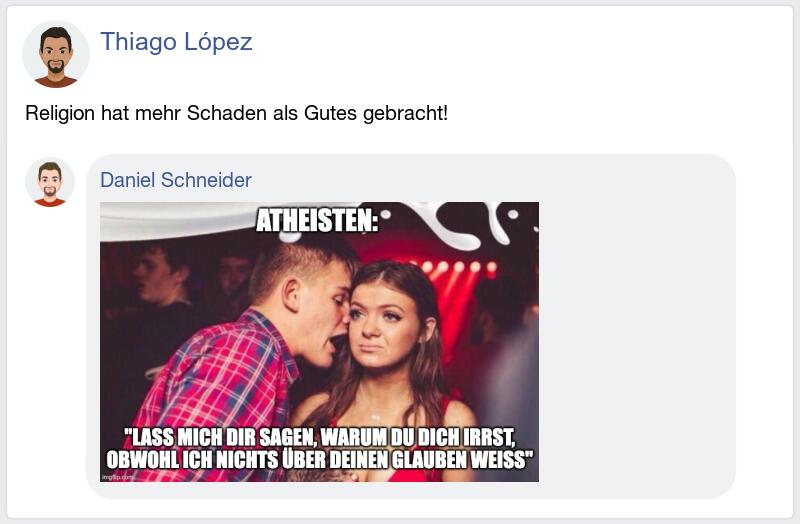 Thiago López
Religion hat mehr Schaden als Gutes gebracht!
Daniel Schneider
ATHEISTEN:
"LASS MICH DIR SAGEN, WARUM DU DICH IRRST,
OBWOHL ICH NICHTS ÜBER DEINEN GLAUBEN WEISS"
imgflip.com